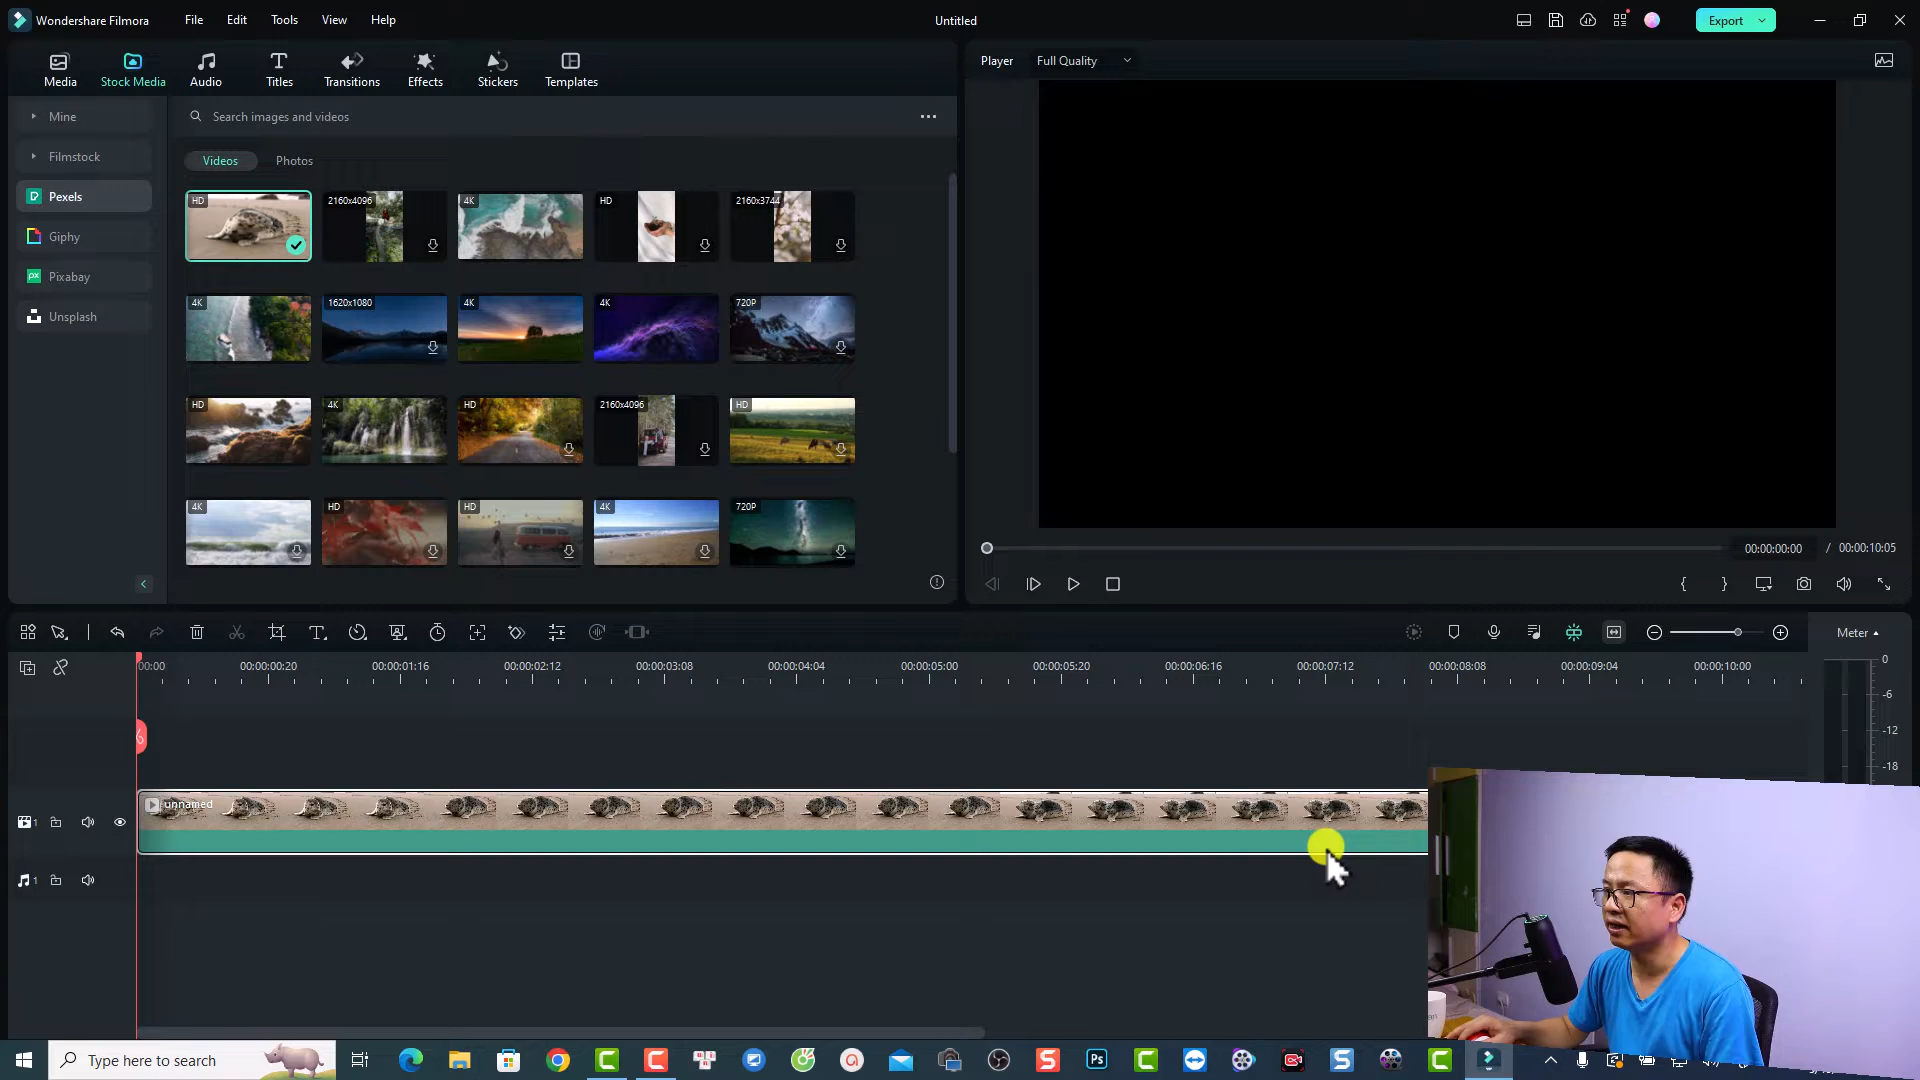 Wondershare Filmora File Edit Tools View Help Untitled Export
Media Stock Media Audio Titles Transitions Effects Stickers Templates
Player Full Quality
Mine
Filmstock
Pexels
Giphy
Pixabay
Unsplash
Search images and videos
Videos Photos
HD 2160x4096 4K HD 2160x3744
4K 1620x1080 4K 4K 720P
HD 4K HD 2160x4096 HD
4K HD HD 4K 720P
00:00:00:00 / 00:00:10:05
Meter
00:00 00:00:00:20 00:00:01:16 00:00:02:12 00:00:03:08 00:00:04:04 00:00:05:00 00:00:05:20 00:00:06:16 00:00:07:12 00:00:08:08 00:00:09:04 00:00:10:00
0
-6
-12
-18
unnamed
1
1
Type here to search